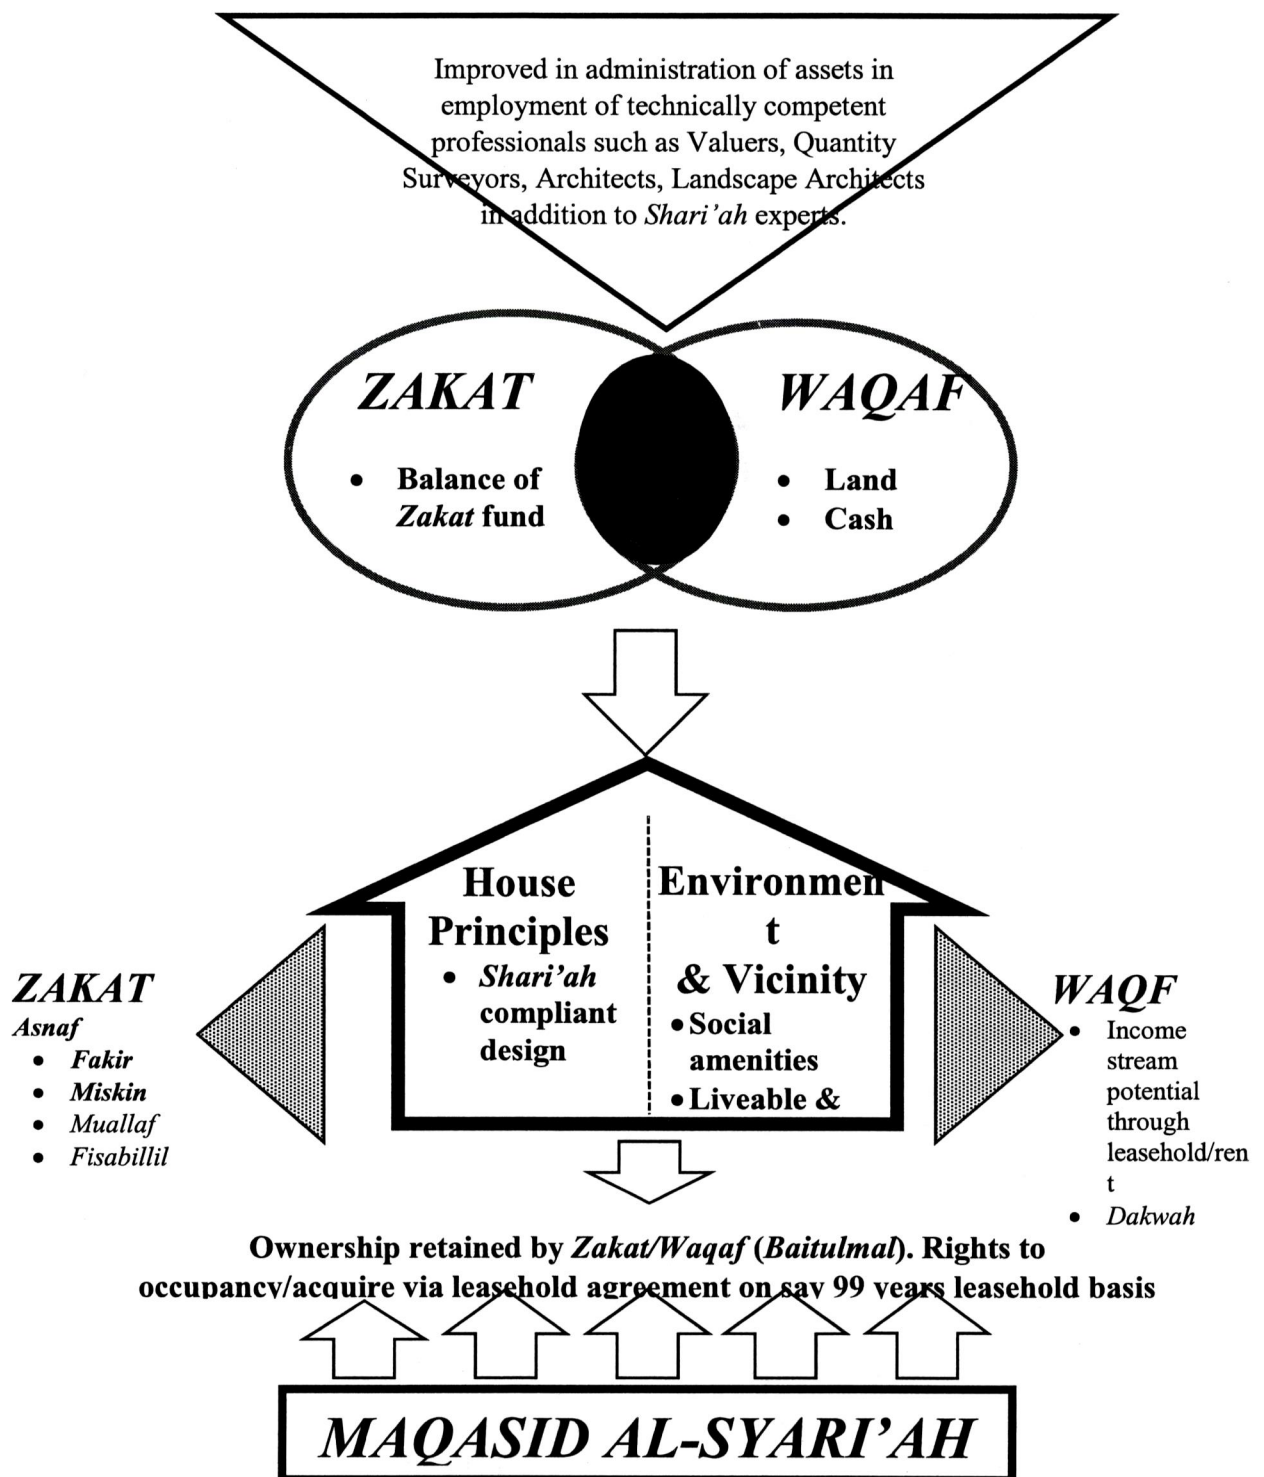 Improved in administration of assets in
employment of technically competent
professionals such as Valuers, Quantity
Surveyors, Architects, Landscape Architects
in addition to Shari’ah experts.
ZAKAT
• Balance of
Zakat fund
WAQAF
• Land
• Cash
House
Principles
• Shari’ah
compliant
design
Environmen
t
& Vicinity
• Social
amenities
• Liveable &
ZAKAT
Asnaf
• Fakir
• Miskin
• Muallaf
• Fisabillil
WAQF
• Income
stream
potential
through
leasehold/ren
t
• Dakwah
Ownership retained by Zakat/Waqaf (Baitulmal). Rights to
occupancy/acquire via leasehold agreement on say 99 years leasehold basis
MAQASID AL-SYARI’AH